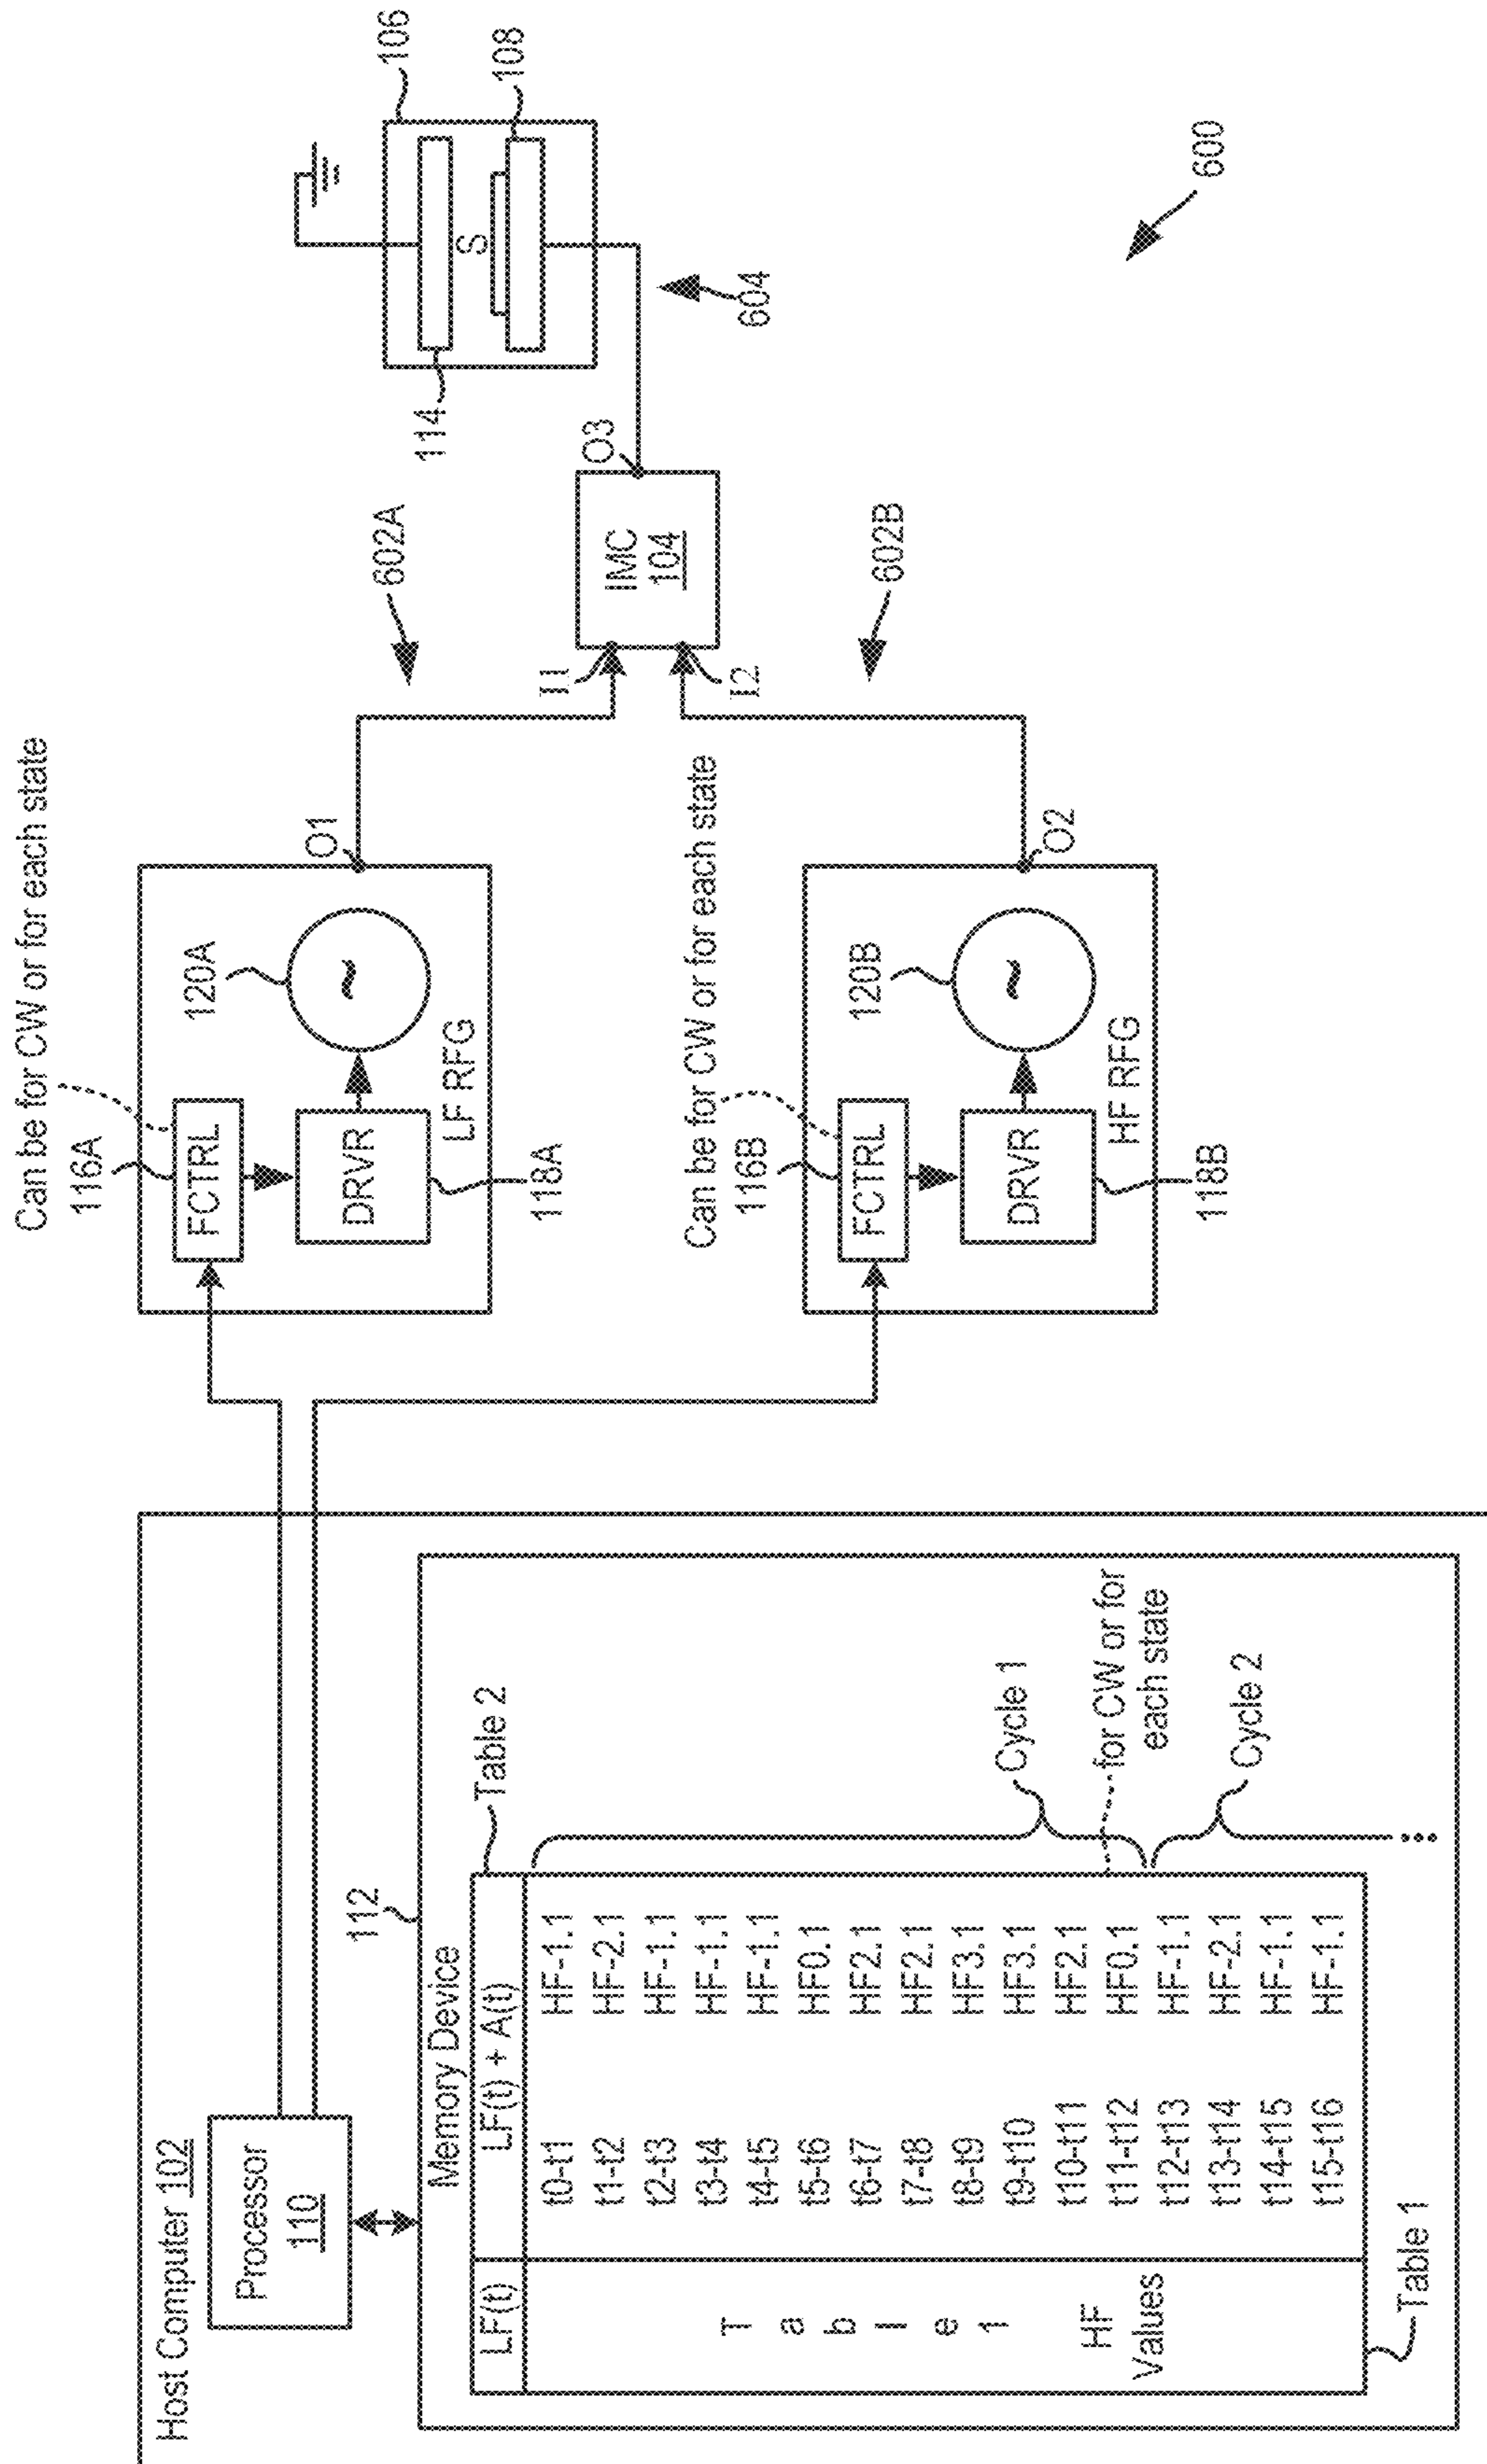 Host Computer 102
Processor
110
112
Memory Device
LF(t)
LF(t) + A(t)
Table 2
T
a
b
l
e
1
HF
Values
t0-t1 HF-1.1
t1-t2 HF-2.1
t2-t3 HF-1.1
t3-t4 HF-1.1
t4-t5 HF-1.1
t5-t6 HF0.1
t6-t7 HF2.1
t7-t8 HF2.1
t8-t9 HF3.1
t9-t10 HF3.1
t10-t11 HF2.1
t11-t12 HF0.1
t12-t13 HF-1.1
t13-t14 HF-2.1
t14-t15 HF-1.1
t15-t16 HF-1.1
Cycle 1
for CW or for
each state
Cycle 2
Table 1
Can be for CW or for each state
116A
FCTRL
DRVR
118A
120A
~
LF RFG
O1
602A
Can be for CW or for each state
116B
FCTRL
DRVR
118B
120B
~
HF RFG
O2
602B
I1
I2
IMC
104
O3
604
114
S
106
108
600